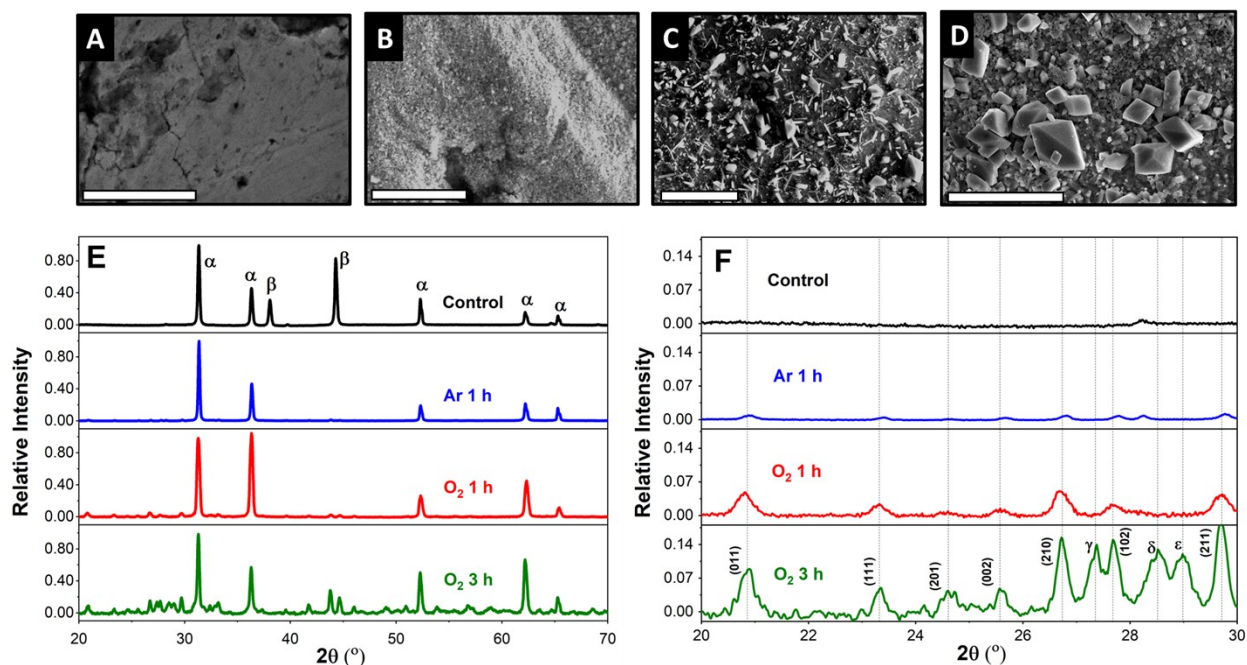 A B C D
E
α α β β α α α
Control
Ar 1 h
O₂ 1 h
O₂ 3 h
0.80
0.40
0.00
0.80
0.40
0.00
0.80
0.40
0.00
0.80
0.40
0.00
Relative Intensity
20 30 40 50 60 70
2θ (°)
F
Control
Ar 1 h
O₂ 1 h
O₂ 3 h
(011) (111) (201) (002) (210) γ (102) δ ε (211)
0.14
0.07
0.00
0.14
0.07
0.00
0.14
0.07
0.00
0.14
0.07
0.00
Relative Intensity
20 22 24 26 28 30
2θ (°)